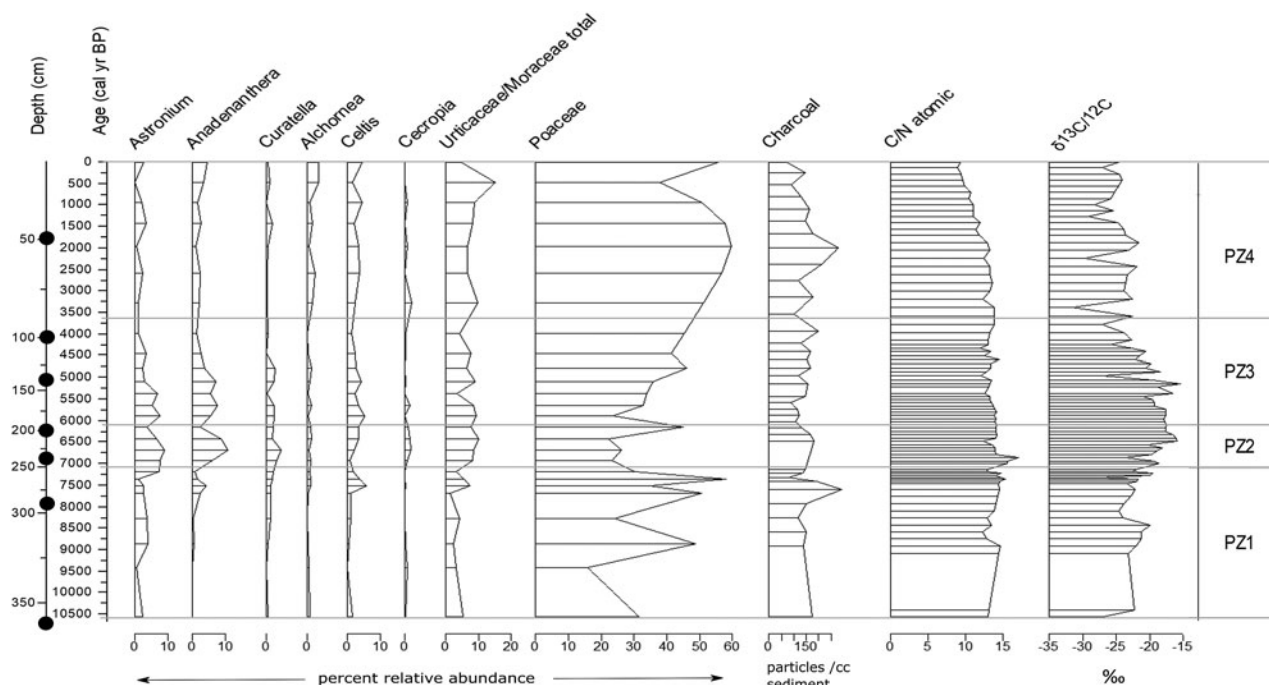 Depth (cm)
Age (cal yr BP)
Astronium
Anadenanthera
Curatella
Alchornea
Celtis
Cecropia
Urticaceae/Moraceae total
Poaceae
Charcoal
C/N atomic
δ13C/12C
0
500
1000
1500
50
2000
2500
3000
3500
100
4000
4500
5000
150
5500
6000
200
6500
7000
250
7500
8000
300
8500
9000
9500
10000
350
10500
PZ4
PZ3
PZ2
PZ1
0 10 0 10 0 0 0 0 0 10 20 0 10 20 30 40 50 60 0 150 0 5 10 15 -35 -30 -25 -20 -15
percent relative abundance
particles /cc
sediment
‰